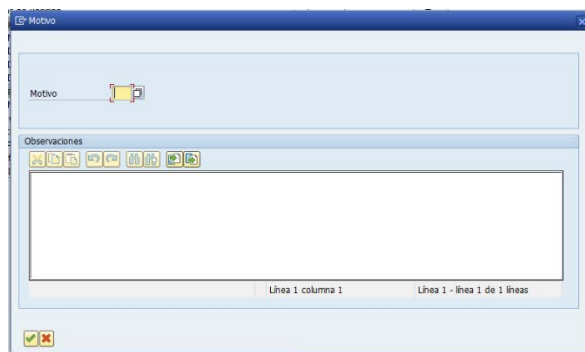 Motivo
Motivo
Observaciones
Línea 1 columna 1
Línea 1 - línea 1 de 1 líneas